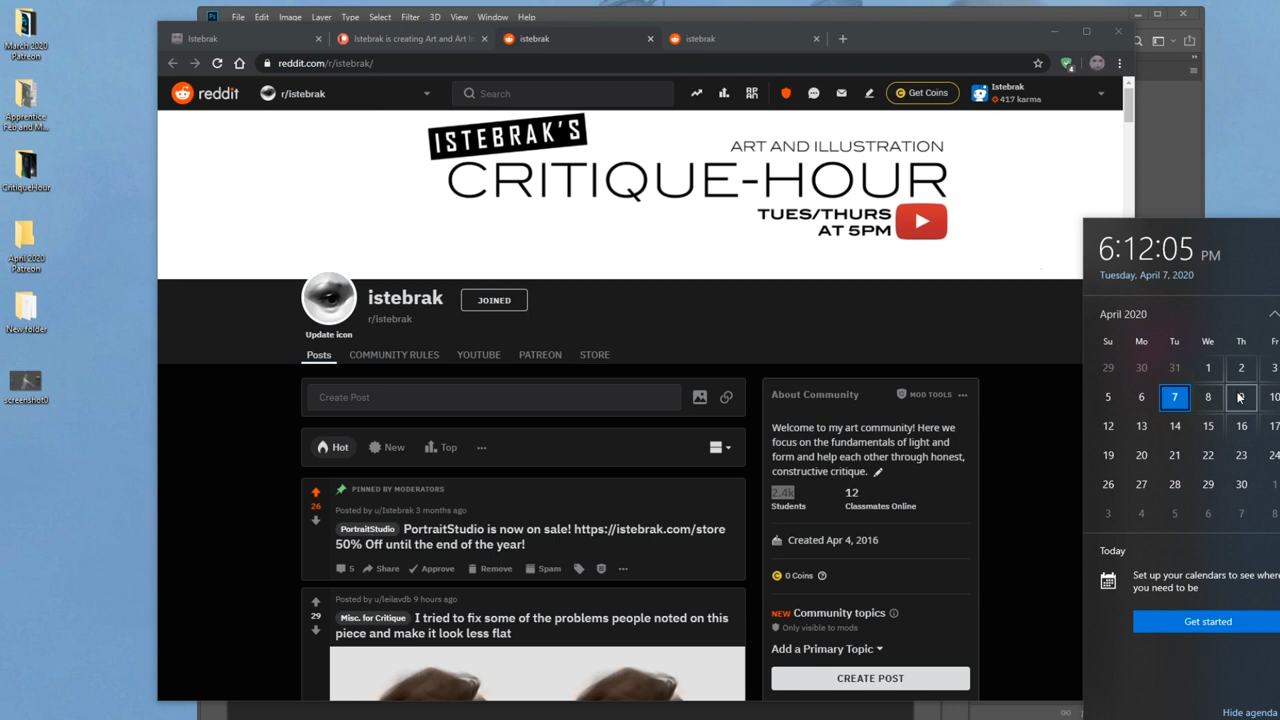 File Edit Image Layer Type Select Filter 3D View Window Help
Istebrak
Istebrak is creating Art and Art In
istebrak
istebrak
reddit.com/r/istebrak/
reddit
r/istebrak
Search
Get Coins
Istebrak
417 karma
ISTEBRAK'S
CRITIQUE-HOUR
ART AND ILLUSTRATION
TUES/THURS
AT 5PM
istebrak
JOINED
r/istebrak
Update icon
Posts COMMUNITY RULES YOUTUBE PATREON STORE
Create Post
Hot New Top
PINNED BY MODERATORS
26
Posted by u/Istebrak 3 months ago
PortraitStudio PortraitStudio is now on sale! https://istebrak.com/store
50% Off until the end of the year!
5 Share Approve Remove Spam
29
Posted by u/leilavdb 9 hours ago
Misc. for Critique I tried to fix some of the problems people noted on this
piece and make it look less flat
About Community
MOD TOOLS
Welcome to my art community! Here we
focus on the fundamentals of light and
form and help each other through honest,
constructive critique.
2.4k 12
Students Classmates Online
Created Apr 4, 2016
0 Coins
NEW Community topics
Only visible to mods
Add a Primary Topic
CREATE POST
March 2020
Patreon
Apprentice
Feb and M...
CritiqueHour
April 2020
Patreon
New folder
screenshot0
6:12:05 PM
Tuesday, April 7, 2020
April 2020
Su Mo Tu We Th Fr
29 30 31 1 2 3
5 6 7 8 10
12 13 14 15 16 17
19 20 21 22 23 24
26 27 28 29 30 1
3 4 5 6 7
Today
Set up your calendars to see where
you need to be
Get started
Hide agenda